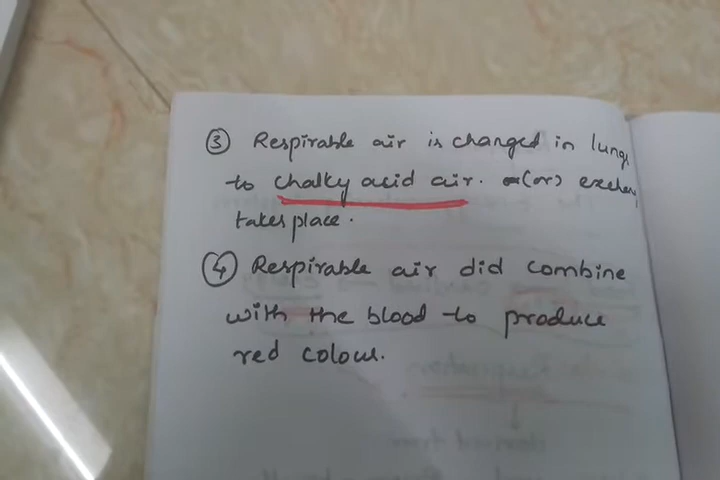 ③ Respirable air is changed in lungs
to chalky acid air. (or)
takes place.
④ Respirable air did combine
with the blood to produce
red colour.